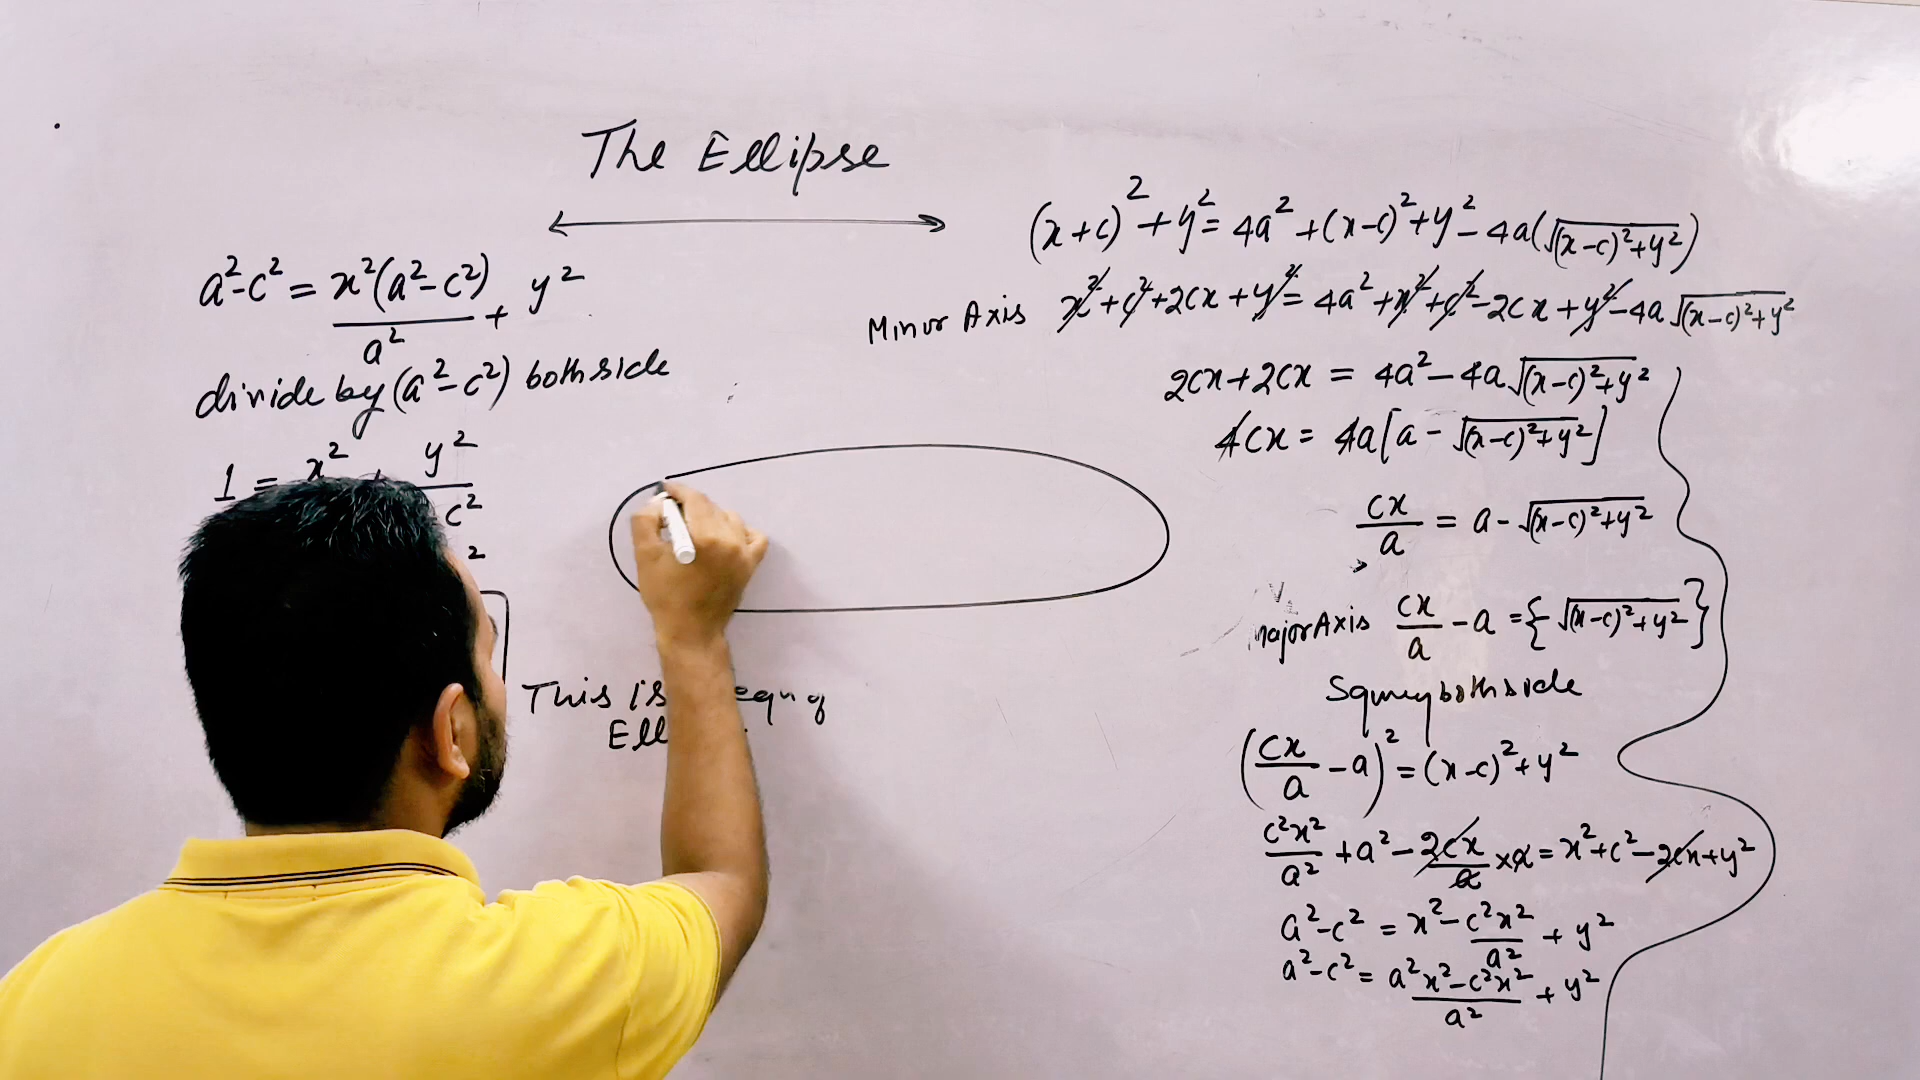 The Ellipse
a²-c² = x²(a²-c²)/a² + y²
divide by (a²-c²) both side
1 = x² + y²
c²
2
This is eqn of
Ell
(x+c)²+y² = 4a²+(x-c)²+y²-4a(√(x-c)²+y²)
Minor Axis
x²+c²+2cx+y² = 4a²+x²+c²-2cx+y²-4a√(x-c)²+y²
2cx+2cx = 4a²-4a√(x-c)²+y²
4cx = 4a[a-√(x-c)²+y²]
cx/a = a-√(x-c)²+y²
majorAxis
cx/a - a = {-√(x-c)²+y²}
both side
(cx/a - a)² = (x-c)²+y²
c²x²/a² + a² - 2cx/a × a = x²+c²-2cx+y²
a²-c² = x² - c²x²/a² + y²
a²-c² = a²x²-c²x²/a² + y²